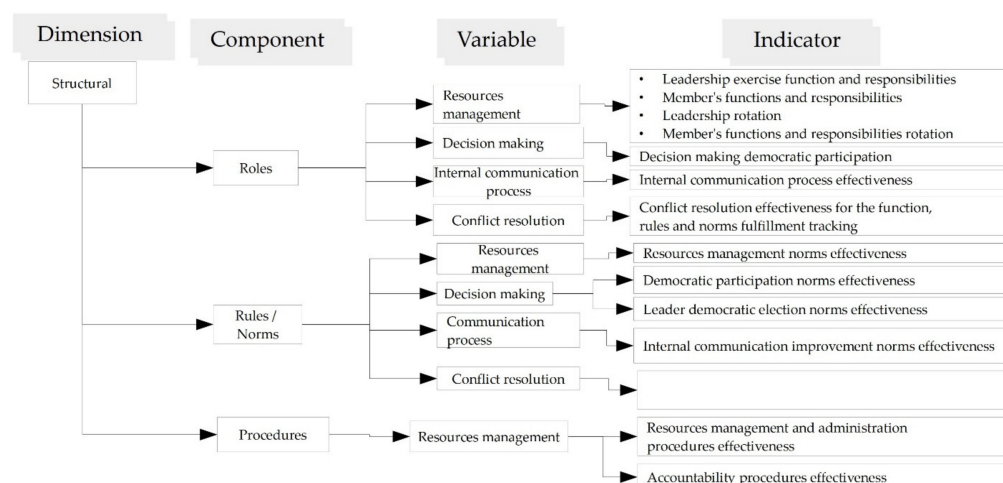 Dimension
Component
Variable
Indicator
Structural
Roles
Resources
management
• Leadership exercise function and responsibilities
• Member's functions and responsibilities
• Leadership rotation
• Member's functions and responsibilities rotation
Decision making
Decision making democratic participation
Internal communication
process
Internal communication process effectiveness
Conflict resolution
Conflict resolution effectiveness for the function,
rules and norms fulfillment tracking
Rules /
Norms
Resources
management
Resources management norms effectiveness
Decision making
Democratic participation norms effectiveness
Leader democratic election norms effectiveness
Communication
process
Internal communication improvement norms effectiveness
Conflict resolution
Procedures
Resources management
Resources management and administration
procedures effectiveness
Accountability procedures effectiveness